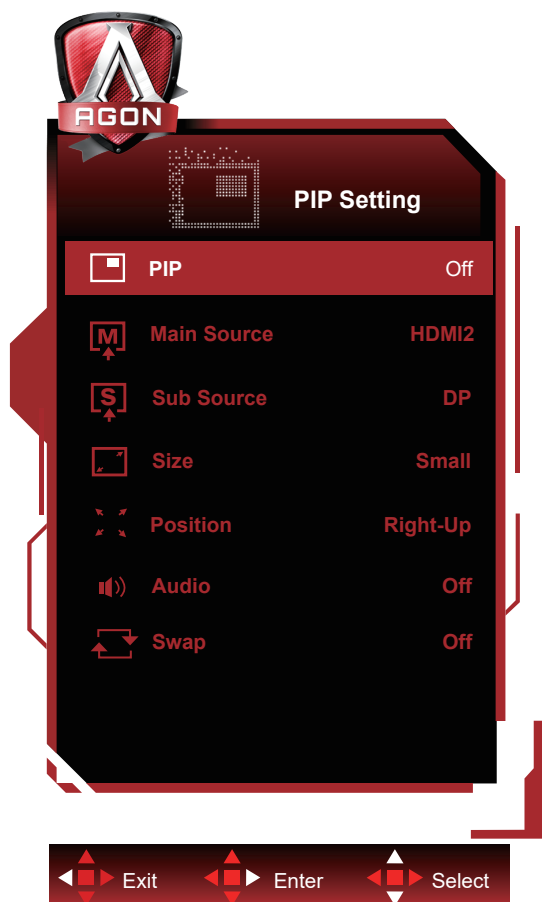 AGON
PIP Setting
PIP Off
M Main Source HDMI2
S Sub Source DP
Size Small
Position Right-Up
Audio Off
Swap Off
Exit Enter Select